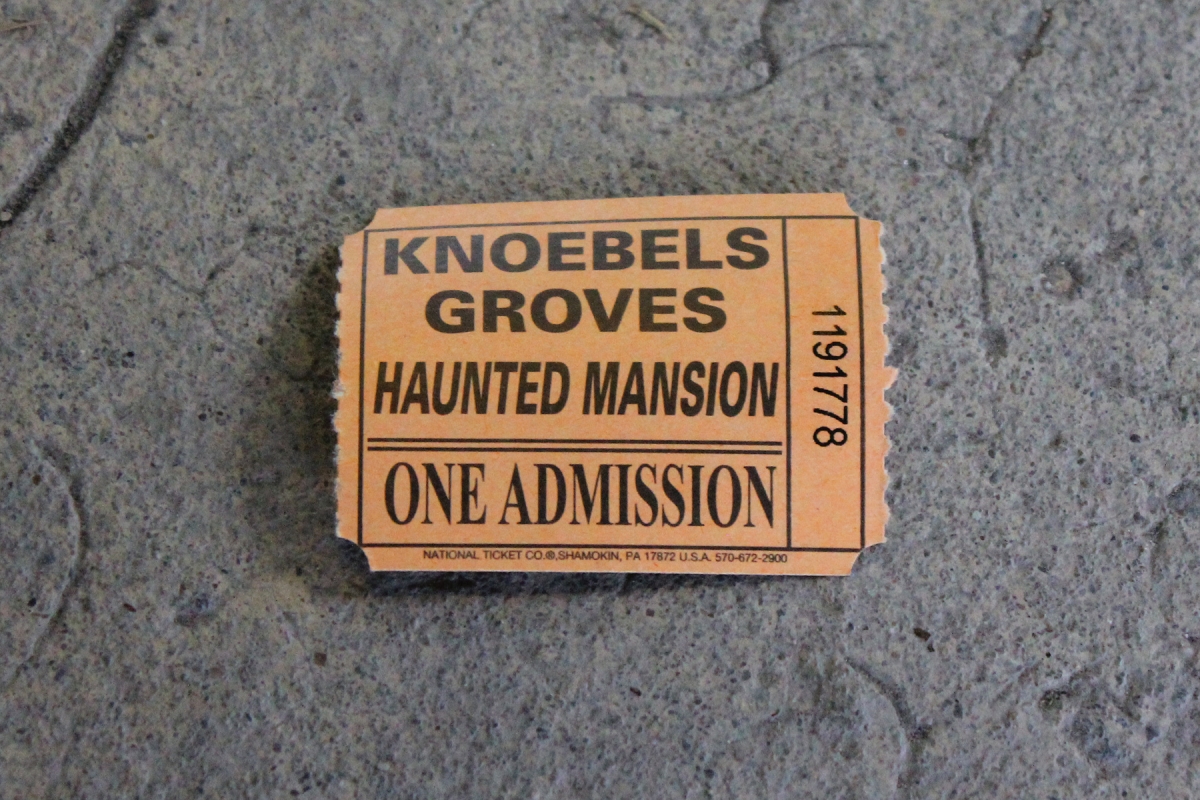 KNOEBELS
GROVES
HAUNTED MANSION
ONE ADMISSION
NATIONAL TICKET CO.®,SHAMOKIN, PA 17872 U.S.A. 570-672-2900
1191778